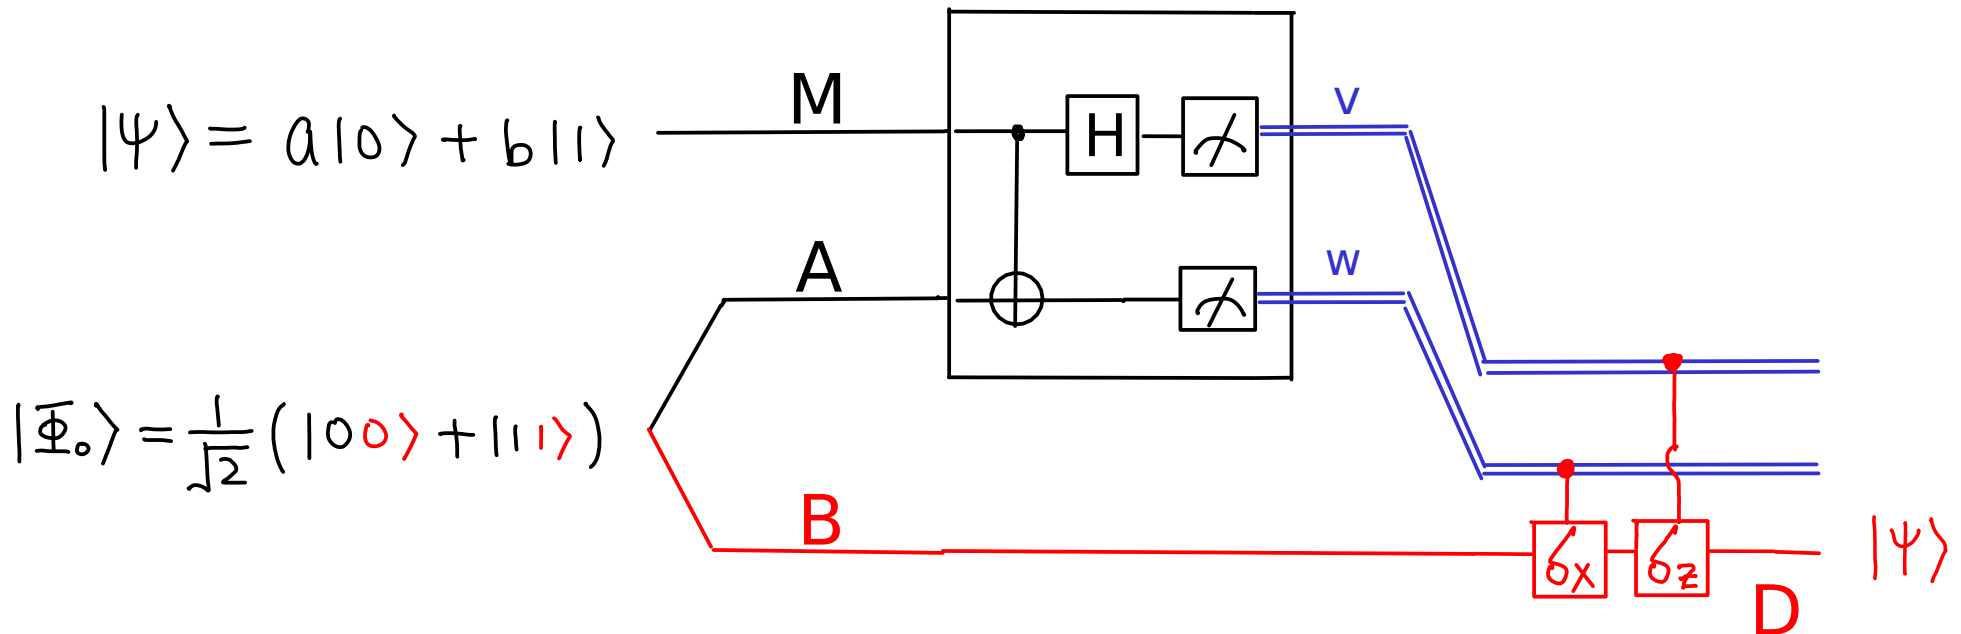 |ψ⟩ = a|0⟩ + b|1⟩
M
H
v
A
w
|Φ₀⟩ = 1/√2 (|00⟩ + |11⟩)
B
σx
σz
|ψ⟩
D